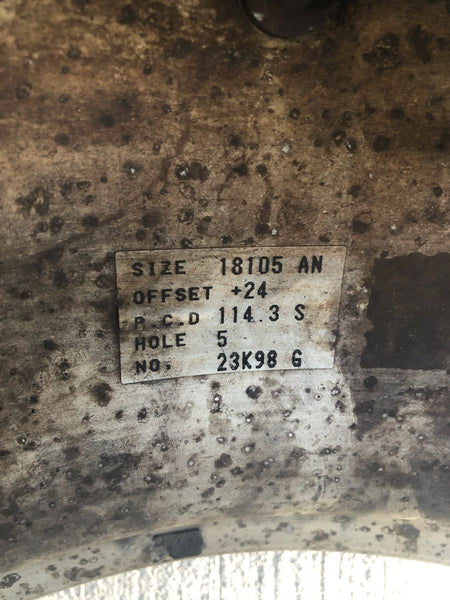 SIZE 18105 AN
OFFSET +24
P.C.D 114.3 S
HOLE 5
NO. 23K98 G